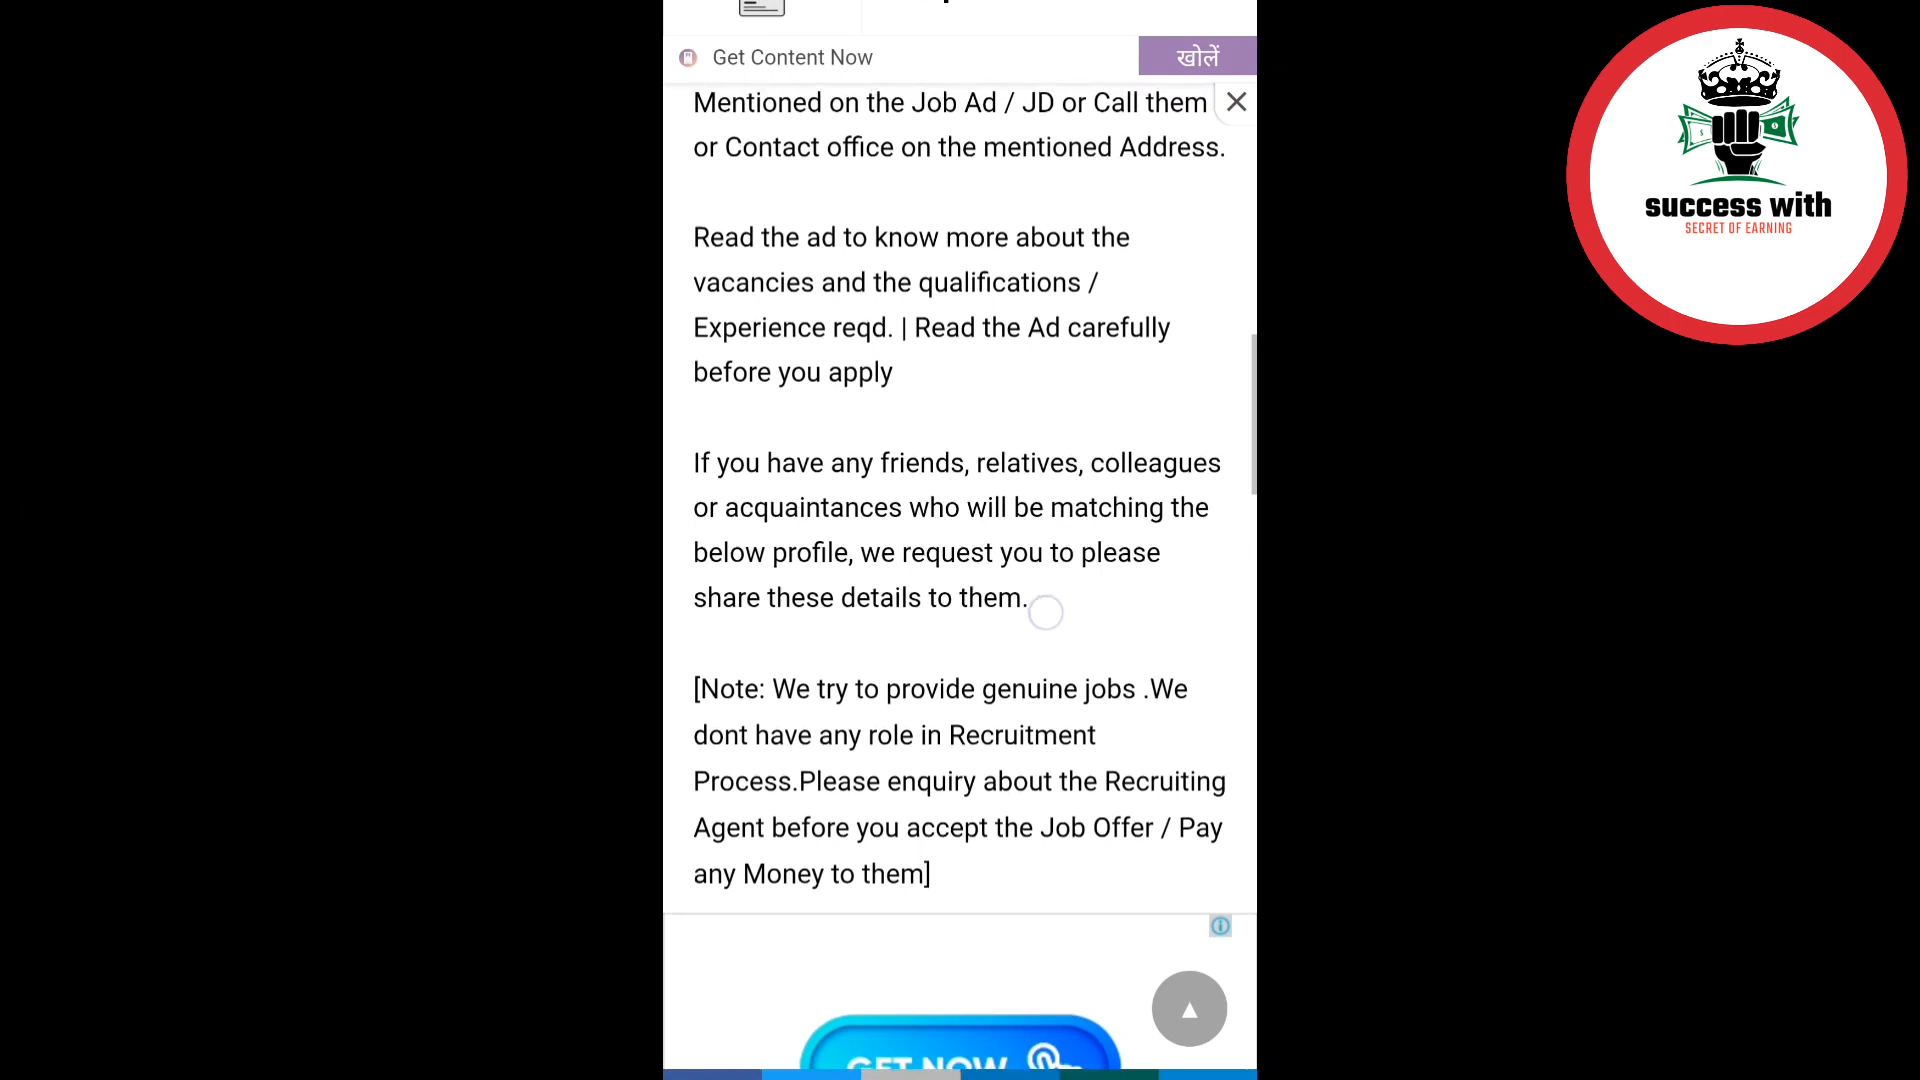 Get Content Now
खोलें
Mentioned on the Job Ad / JD or Call them
or Contact office on the mentioned Address.
Read the ad to know more about the
vacancies and the qualifications /
Experience reqd. | Read the Ad carefully
before you apply
If you have any friends, relatives, colleagues
or acquaintances who will be matching the
below profile, we request you to please
share these details to them.
[Note: We try to provide genuine jobs .We
dont have any role in Recruitment
Process.Please enquiry about the Recruiting
Agent before you accept the Job Offer / Pay
any Money to them]
GET NOW
success with
SECRET OF EARNING